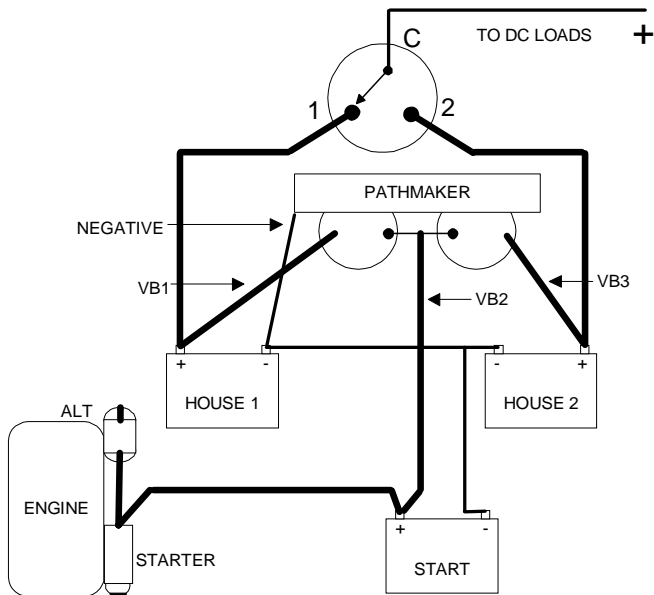 C
TO DC LOADS +
1 2
PATHMAKER
NEGATIVE
VB1 VB2 VB3
+ - - +
HOUSE 1 HOUSE 2
ALT
ENGINE
+ -
STARTER START